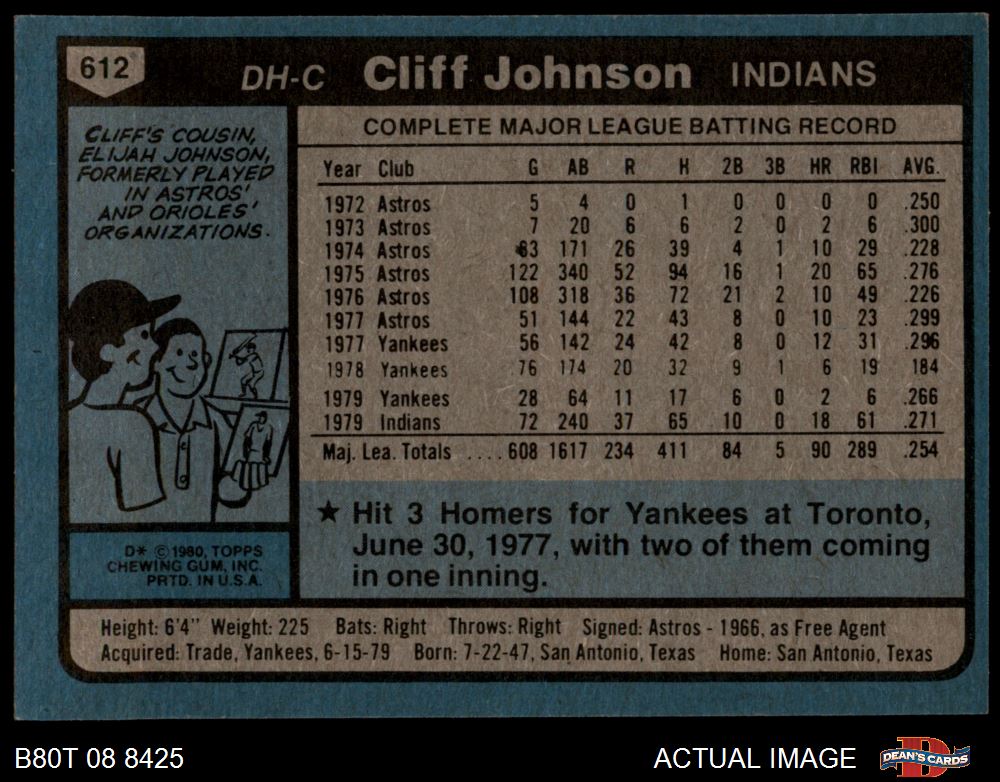 612
DH-C Cliff Johnson INDIANS
CLIFF'S COUSIN,
ELIJAH JOHNSON,
FORMERLY PLAYED
IN ASTROS'
AND ORIOLES'
ORGANIZATIONS.
COMPLETE MAJOR LEAGUE BATTING RECORD
Year Club G AB R H 2B 3B HR RBI AVG.
1972 Astros 5 4 0 1 0 0 0 0 .250
1973 Astros 7 20 6 6 2 0 2 6 .300
1974 Astros 83 171 26 39 4 1 10 29 .228
1975 Astros 122 340 52 94 16 1 20 65 .276
1976 Astros 108 318 36 72 21 2 10 49 .226
1977 Astros 51 144 22 43 8 0 10 23 .299
1977 Yankees 56 142 24 42 8 0 12 31 .296
1978 Yankees 76 174 20 32 9 1 6 19 .184
1979 Yankees 28 64 11 17 6 0 2 6 .266
1979 Indians 72 240 37 65 10 0 18 61 .271
Maj. Lea. Totals ....608 1617 234 411 84 5 90 289 .254
★ Hit 3 Homers for Yankees at Toronto,
June 30, 1977, with two of them coming
in one inning.
D* © 1980, TOPPS
CHEWING GUM, INC.
PRTD. IN U.S.A.
Height: 6'4" Weight: 225 Bats: Right Throws: Right Signed: Astros - 1966, as Free Agent
Acquired: Trade, Yankees, 6-15-79 Born: 7-22-47, San Antonio, Texas Home: San Antonio, Texas
B80T 08 8425
ACTUAL IMAGE
D
DEAN'S CARDS